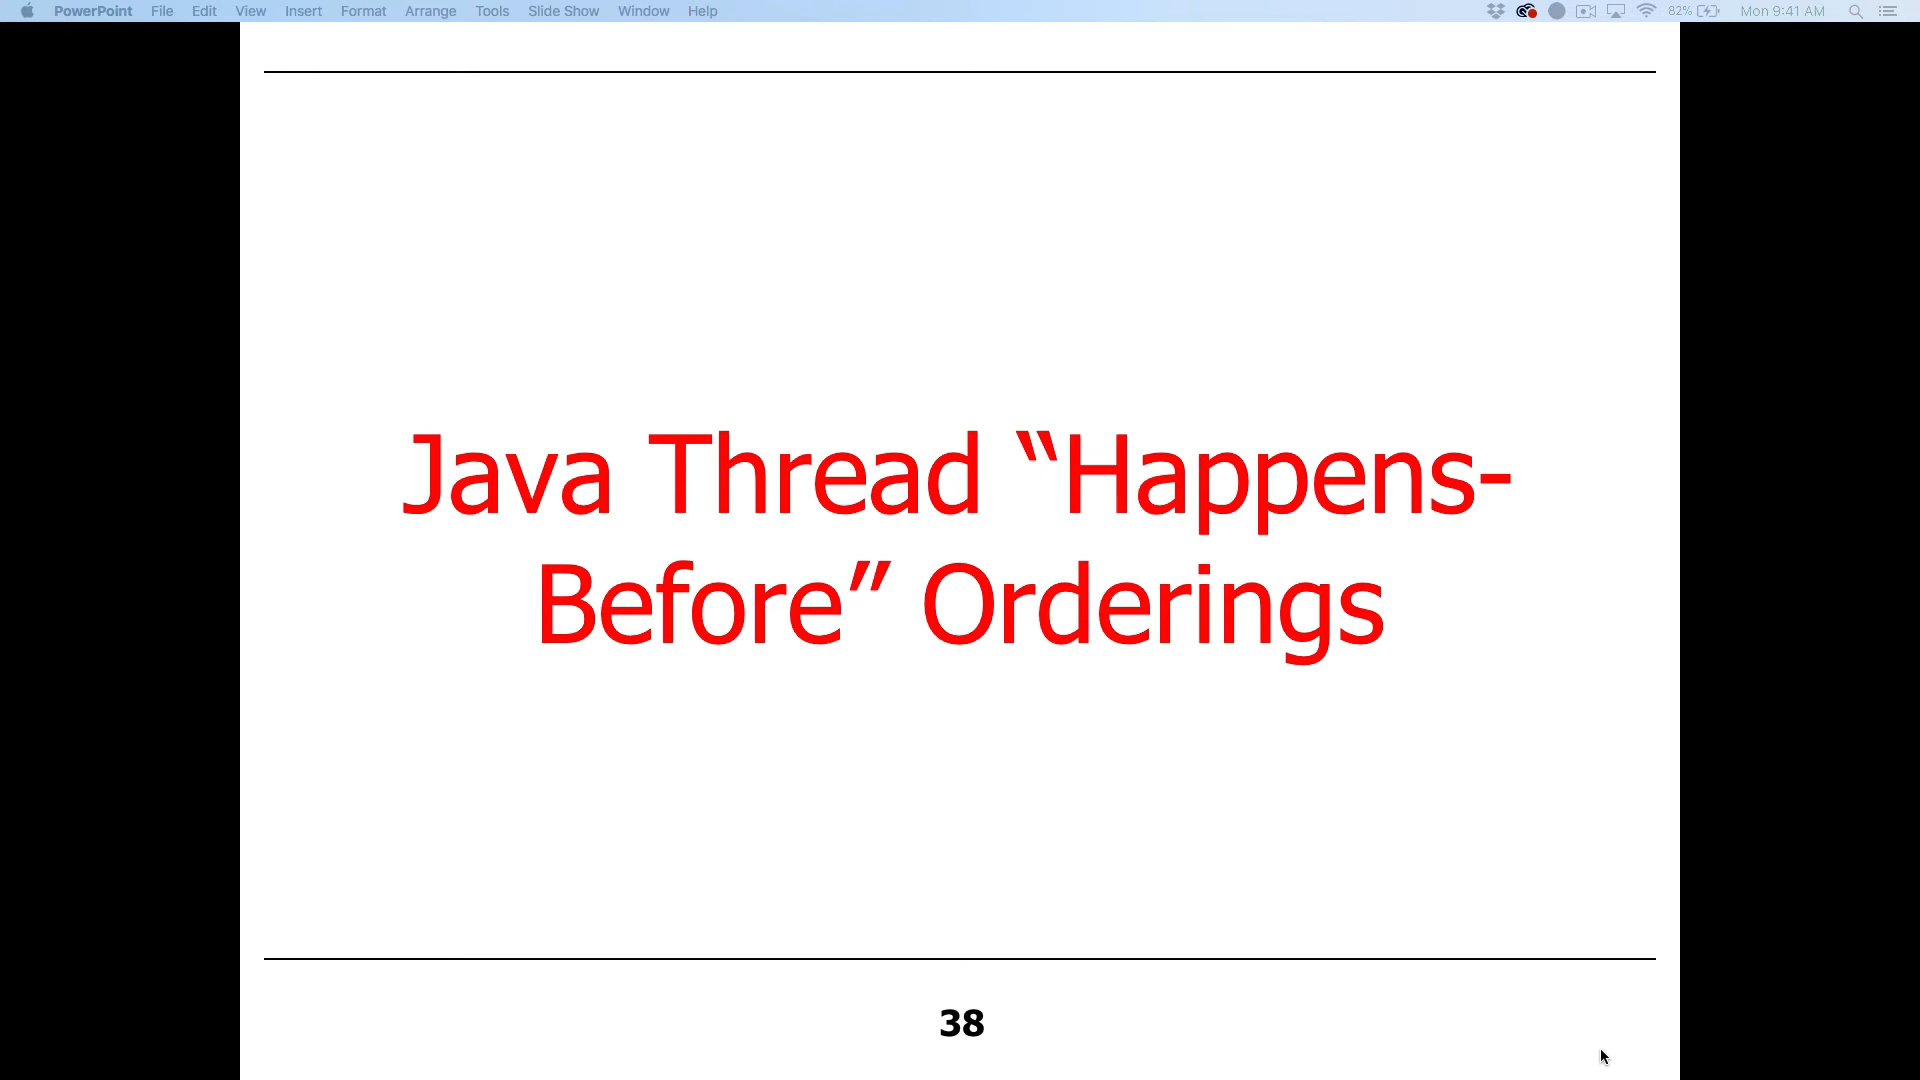 PowerPoint File Edit View Insert Format Arrange Tools Slide Show Window Help 82% Mon 9:41 AM
Java Thread “Happens-
Before” Orderings
38